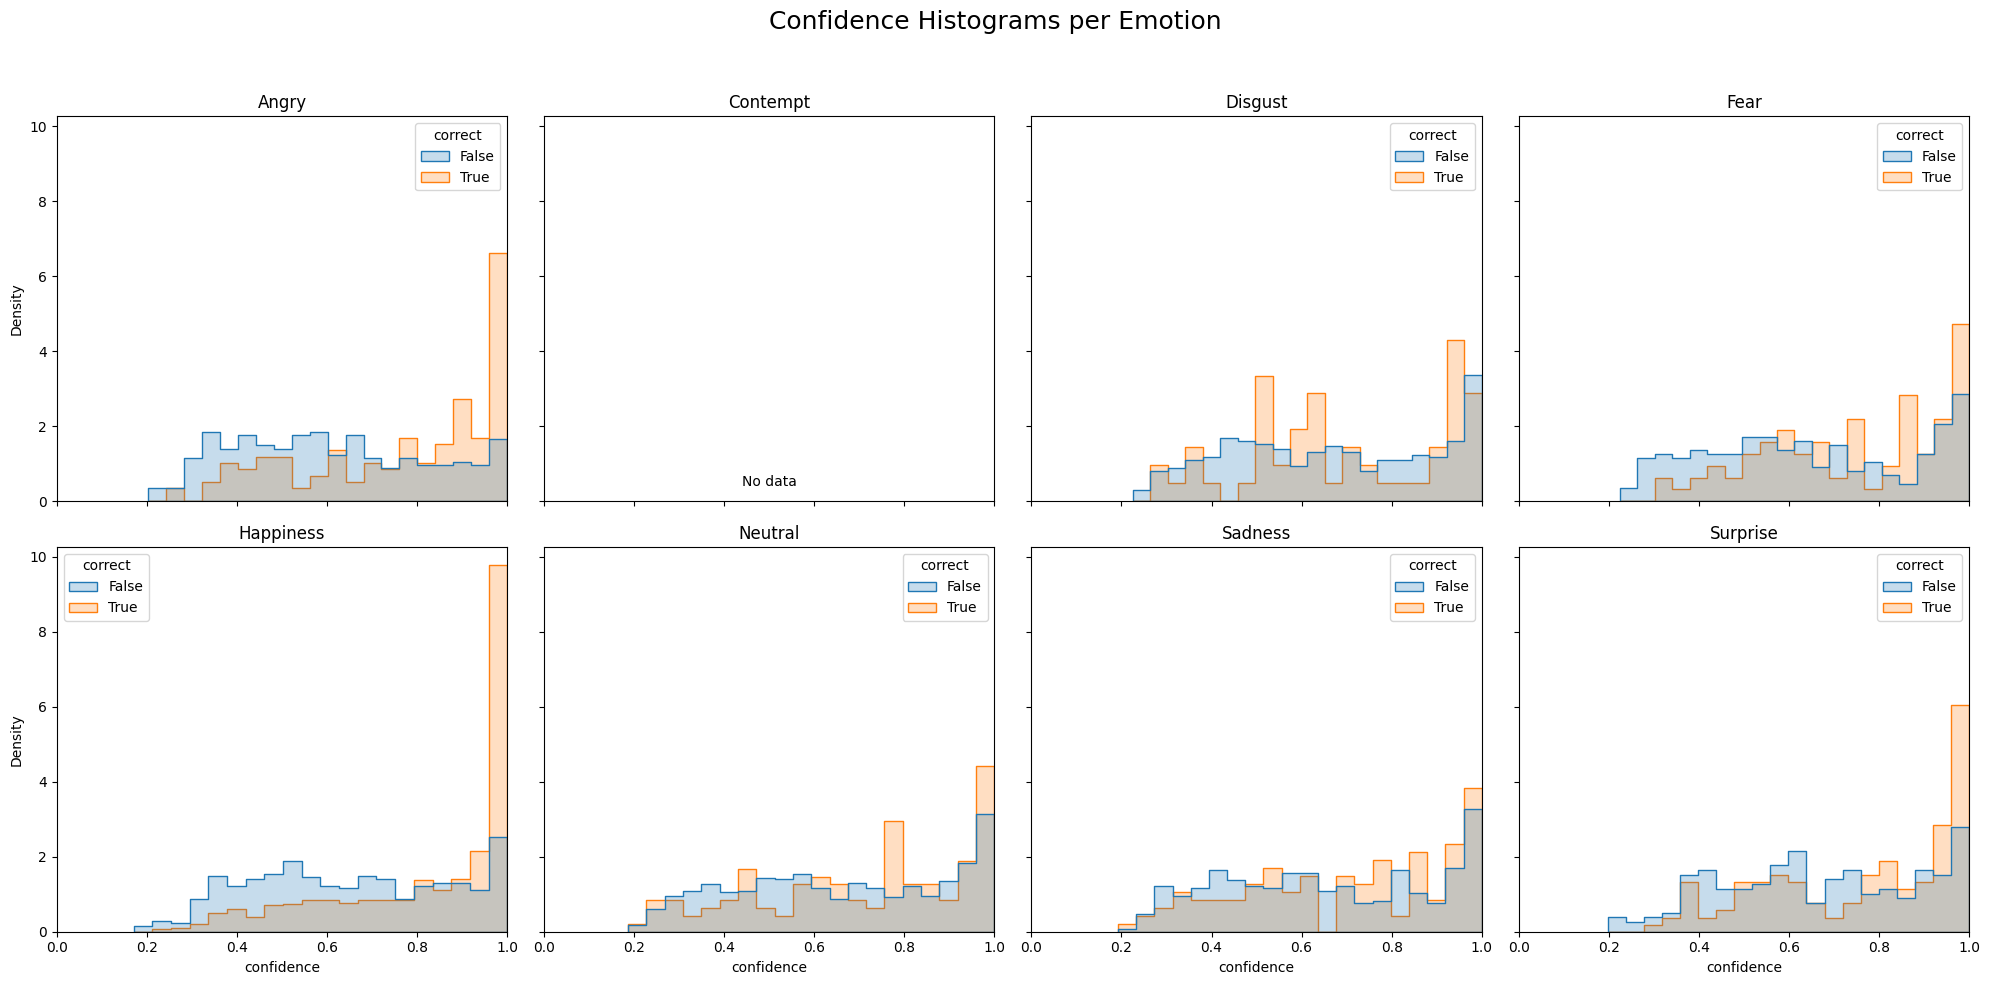 Confidence Histograms per Emotion
Angry
Contempt
Disgust
Fear
10
8
6
4
2
0
Density
correct
False
True
No data
correct
False
True
correct
False
True
Happiness
Neutral
Sadness
Surprise
10
8
6
4
2
0
Density
correct
False
True
correct
False
True
correct
False
True
correct
False
True
0.0 0.2 0.4 0.6 0.8 1.0
0.0 0.2 0.4 0.6 0.8 1.0
0.0 0.2 0.4 0.6 0.8 1.0
0.0 0.2 0.4 0.6 0.8 1.0
confidence
confidence
confidence
confidence